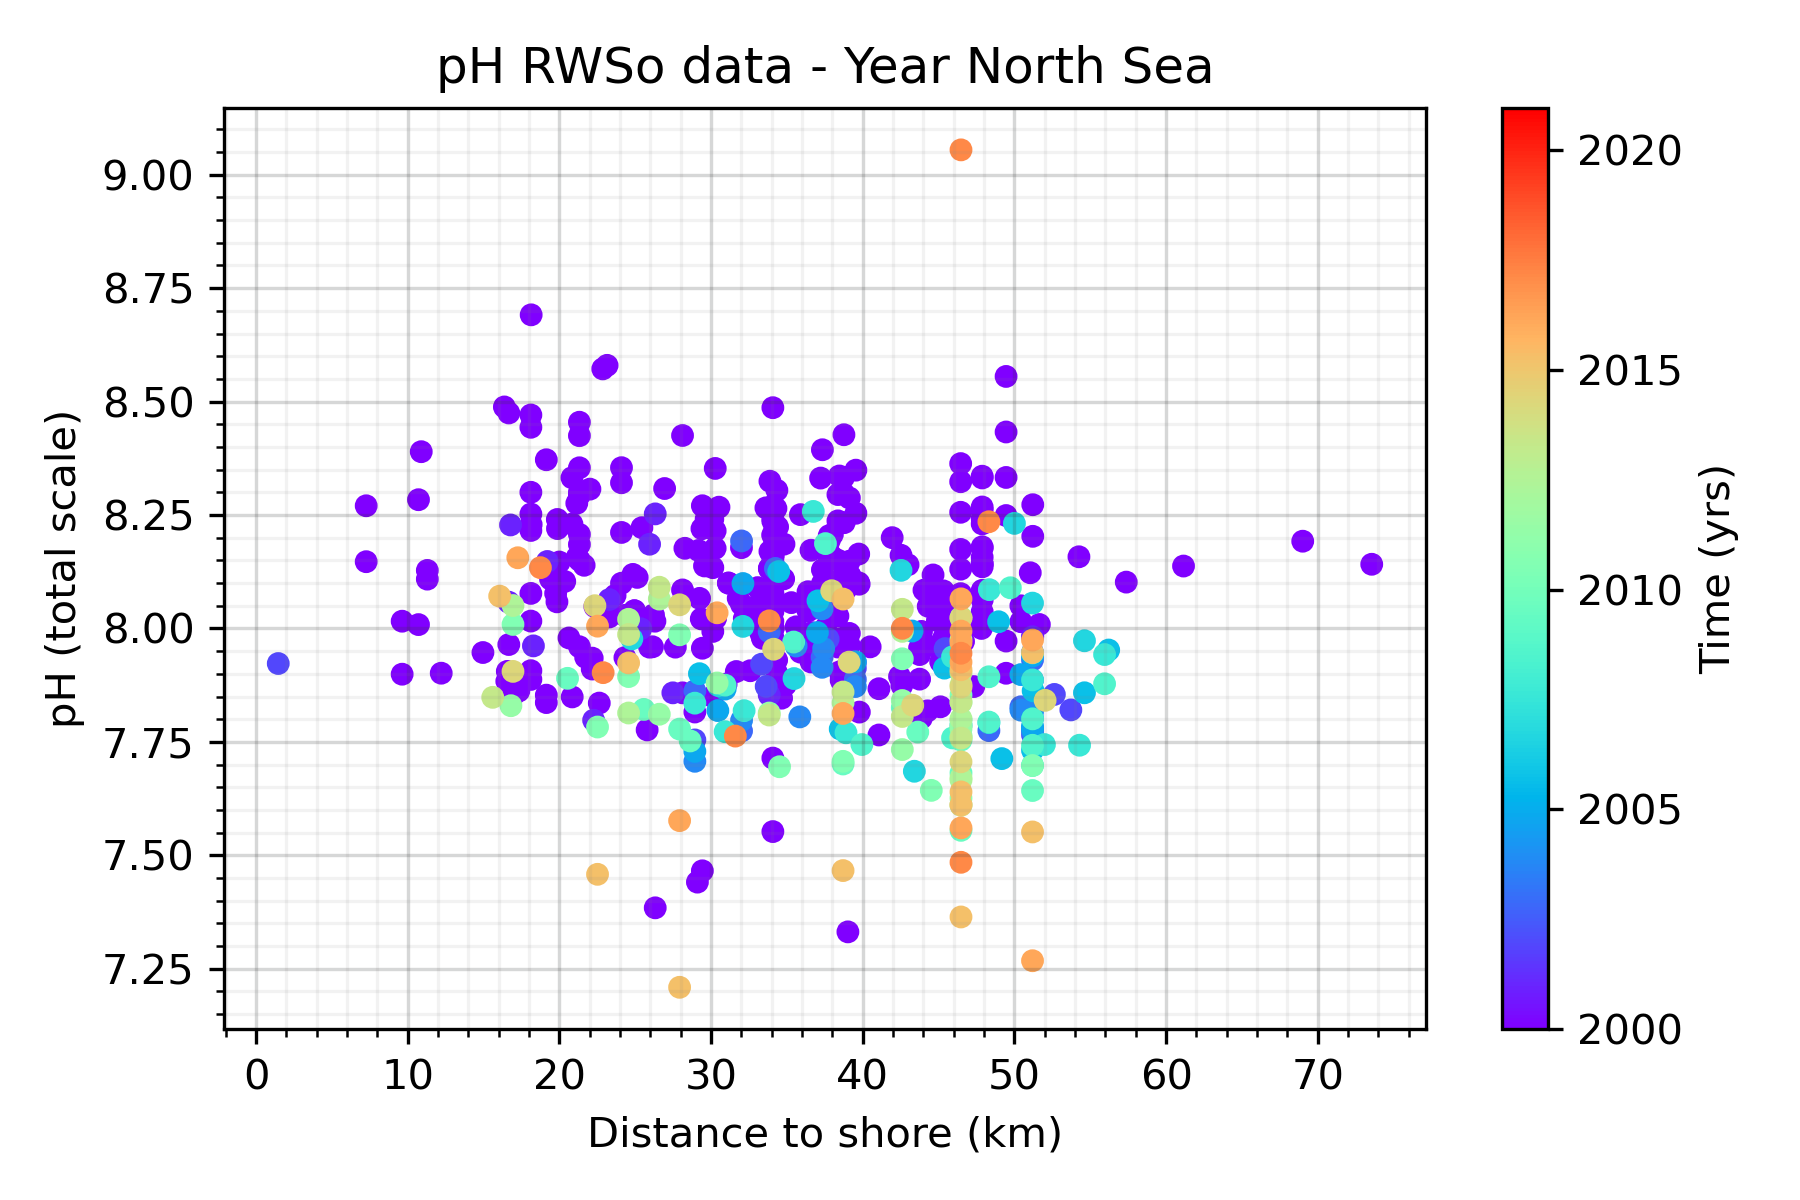 pH RWSo data - Year North Sea
pH (total scale)
9.00
8.75
8.50
8.25
8.00
7.75
7.50
7.25
0 10 20 30 40 50 60 70
Distance to shore (km)
2020
2015
2010
2005
2000
Time (yrs)